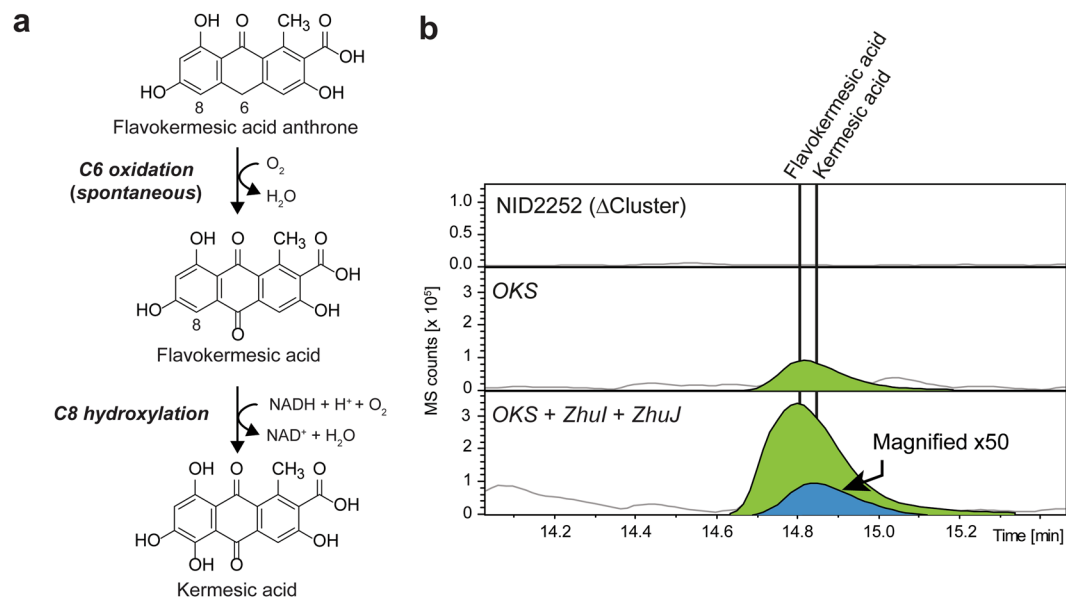 a
OH O CH₃ O
OH
HO OH
8 6
Flavokermesic acid anthrone
C6 oxidation
(spontaneous)
O₂
H₂O
OH O CH₃ O
OH
HO OH
8
O
Flavokermesic acid
C8 hydroxylation
NADH + H⁺ + O₂
NAD⁺ + H₂O
OH O CH₃ O
OH
HO OH
OH O
Kermesic acid
b
Flavokermesic acid
Kermesic acid
MS counts [x 10⁵]
NID2252 (ΔCluster)
1.0
0.5
0.0
OKS
3
2
1
0
OKS + ZhuI + ZhuJ
Magnified x50
3
2
1
0
14.2 14.4 14.6 14.8 15.0 15.2 Time [min]